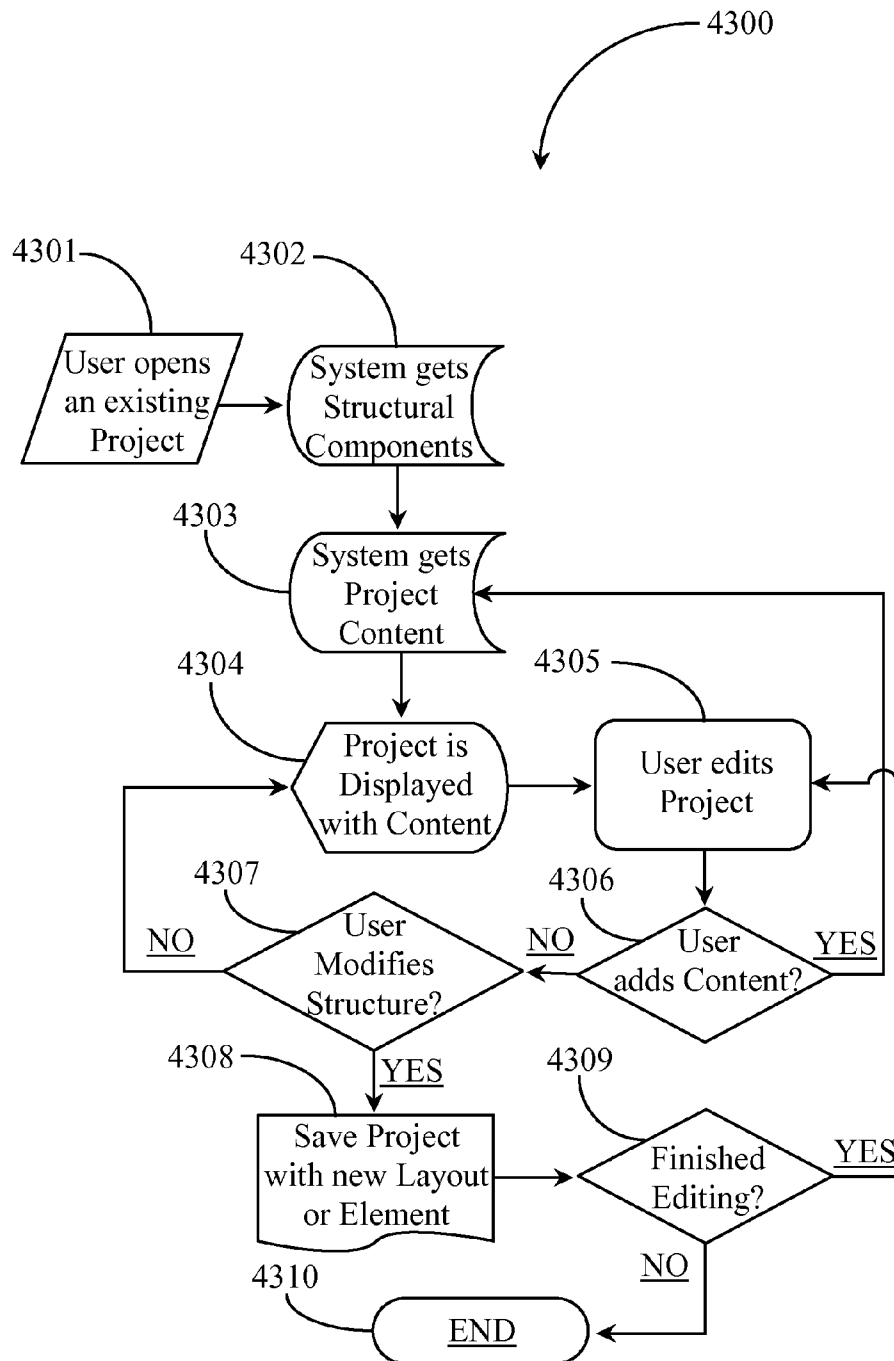 4300
4301
4302
User opens
an existing
Project
System gets
Structural
Components
4303
System gets
Project
Content
4304
4305
Project is
Displayed
with Content
User edits
Project
4307
4306
NO
User
Modifies
Structure?
NO
User
adds Content?
YES
4308
YES
4309
Save Project
with new Layout
or Element
Finished
Editing?
YES
NO
4310
END